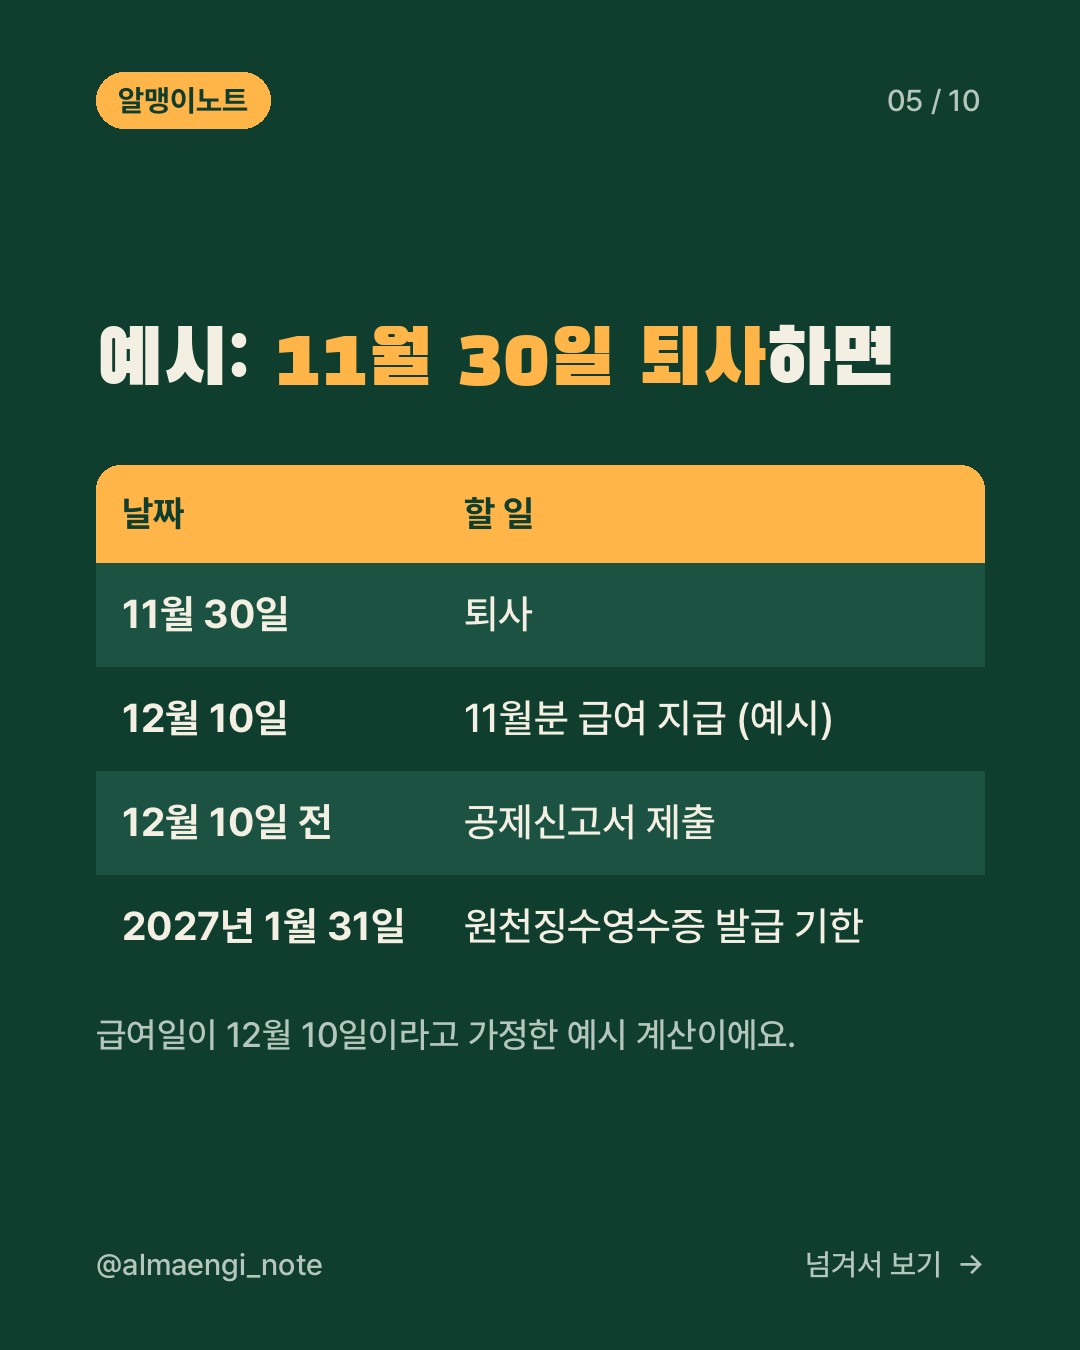 알맹이노트
05 / 10
예시: 11월 30일 퇴사하면
날짜 할 일
11월 30일 퇴사
12월 10일 11월분 급여 지급 (예시)
12월 10일 전 공제신고서 제출
2027년 1월 31일 원천징수영수증 발급 기한
급여일이 12월 10일이라고 가정한 예시 계산이에요.
@almaengi_note
넘겨서 보기 →